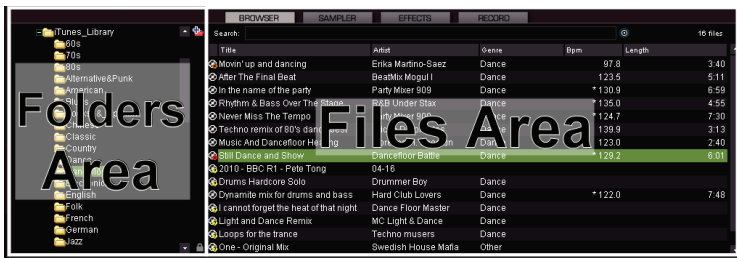 BROWSER SAMPLER EFFECTS RECORD
iTunes_Library
60s
70s
80s
Alternative&Punk
American
Classic
Country
English
Folk
French
German
Jazz
Folders
Area
Search: 16 files
Title Artist Genre Bpm Length
Movin' up and dancing Erika Martino-Saez Dance 97.8 3:40
After The Final Beat BeatMix Mogul I Dance 123.5 5:11
In the name of the party Party Mixer 909 Dance * 130.9 6:59
Rhythm & Bass Over The Stage R&B Under Stax Dance * 135.0 4:55
Never Miss The Tempo Party Mixer 909 Dance * 124.7 7:30
Techno remix of 80's 139.9 3:13
Music And Dancefloor 123.0 2:40
Still Dance and Show Dancefloor Battle Dance * 129.2 6:01
2010 - BBC R1 - Pete Tong 04-16
Drums Hardcore Solo Drummer Boy Dance
Dynamite mix for drums and bass Hard Club Lovers Dance * 122.0 7:48
I cannot forget the heat of that night Dance Floor Master Dance
Light and Dance Remix MC Light & Dance Dance
Loops for the trance Techno musers Dance
One - Original Mix Swedish House Mafia Other
Files Area